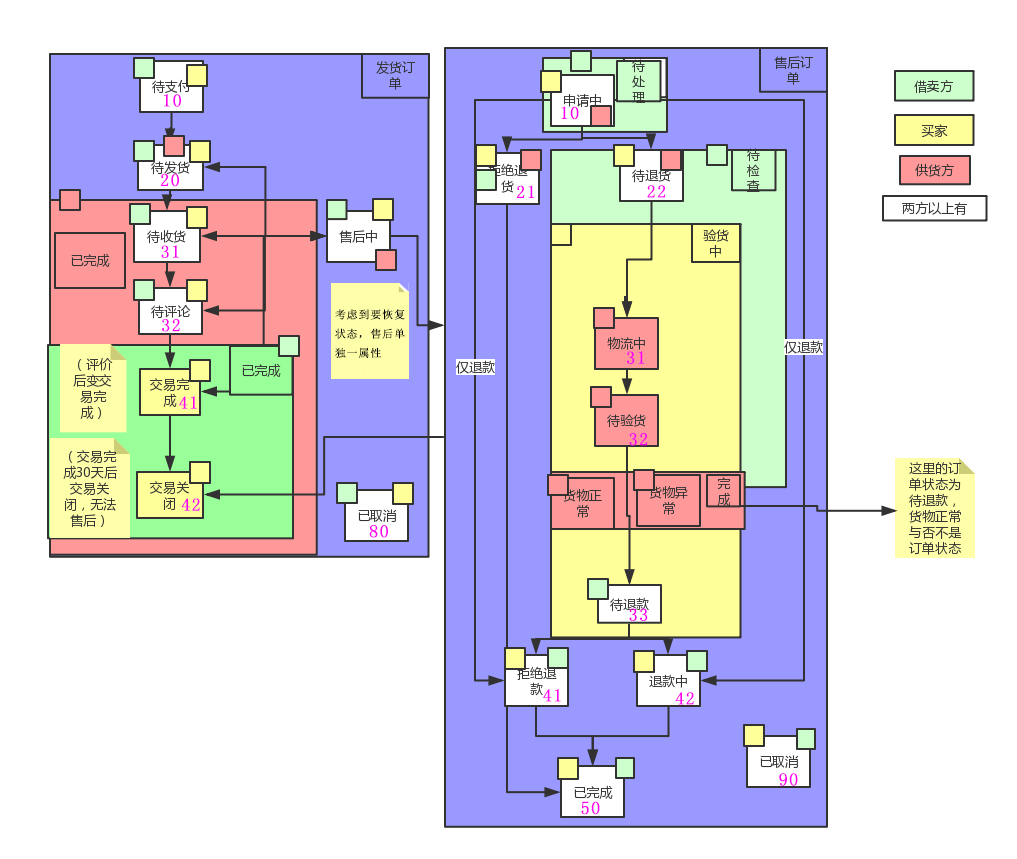 发货订
单
待支付
10
待发货
20
待收货
31
已完成
待评论
32
售后中
考虑到要恢复
状态，售后单
独一属性
（评价
后变交
易完
成）
已完成
交易完
成
41
（交易完
成30天后
交易关
闭，无法
售后）
交易关
闭
42
已取消
80
售后订
单
待
处
理
申请中
10
拒绝退
货
21
待退货
22
待
检
查
验货
中
物流中
31
待验货
32
仅退款
仅退款
货物正
常
货物异
常
完
成
待退款
33
拒绝退
款
41
退款中
42
已完成
50
已取消
90
借卖方
买家
供货方
两方以上有
这里的订
单状态为
待退款，
货物正常
与否不是
订单状态